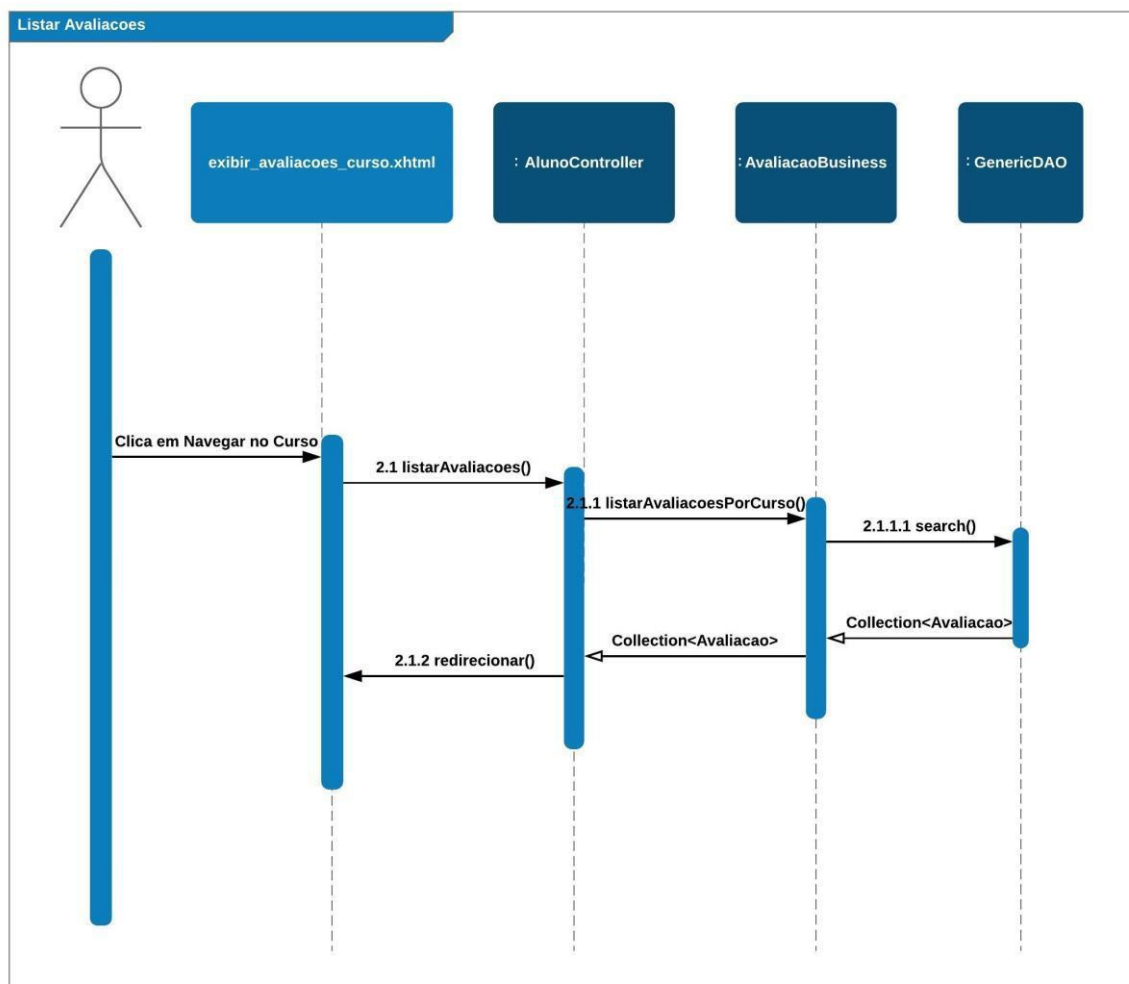 Listar Avaliacoes
exibir_avaliacoes_curso.xhtml
: AlunoController
: AvaliacaoBusiness
: GenericDAO
Clica em Navegar no Curso
2.1 listarAvaliacoes()
2.1.1 listarAvaliacoesPorCurso()
2.1.1.1 search()
Collection<Avaliacao>
Collection<Avaliacao>
2.1.2 redirecionar()